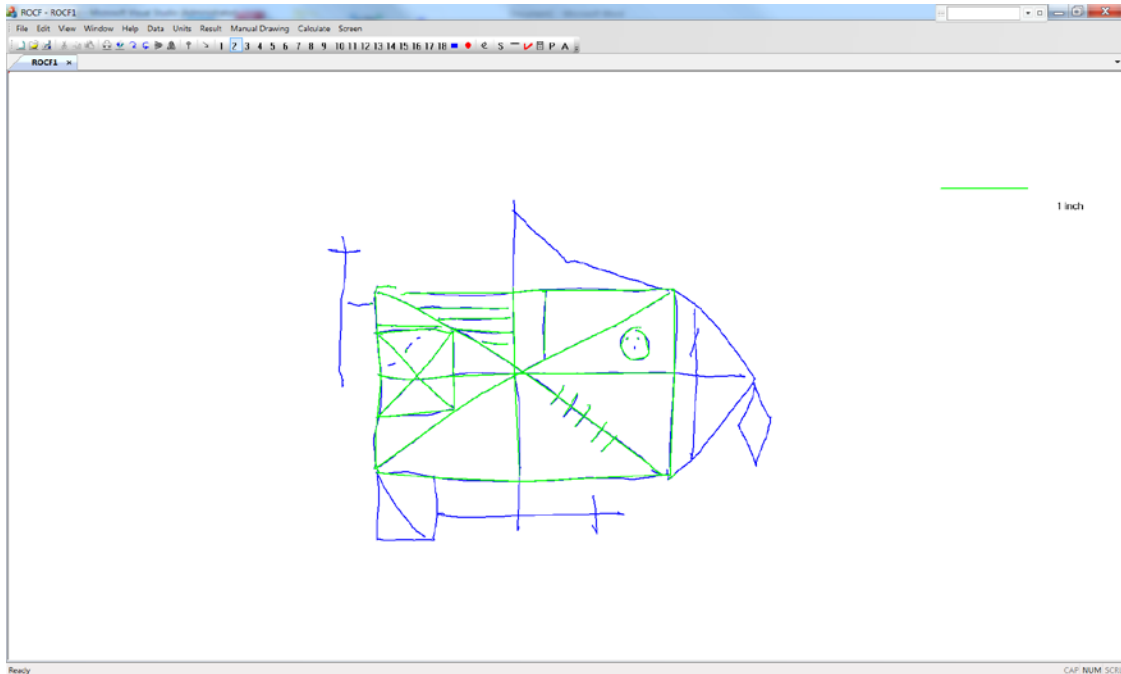 ROCF - ROCF1
File Edit View Window Help Data Units Result Manual Drawing Calculate Screen
1 2 3 4 5 6 7 8 9 10 11 12 13 14 15 16 17 18 e S P A
ROCF1 ×
1 inch
Ready CAP NUM SCRL